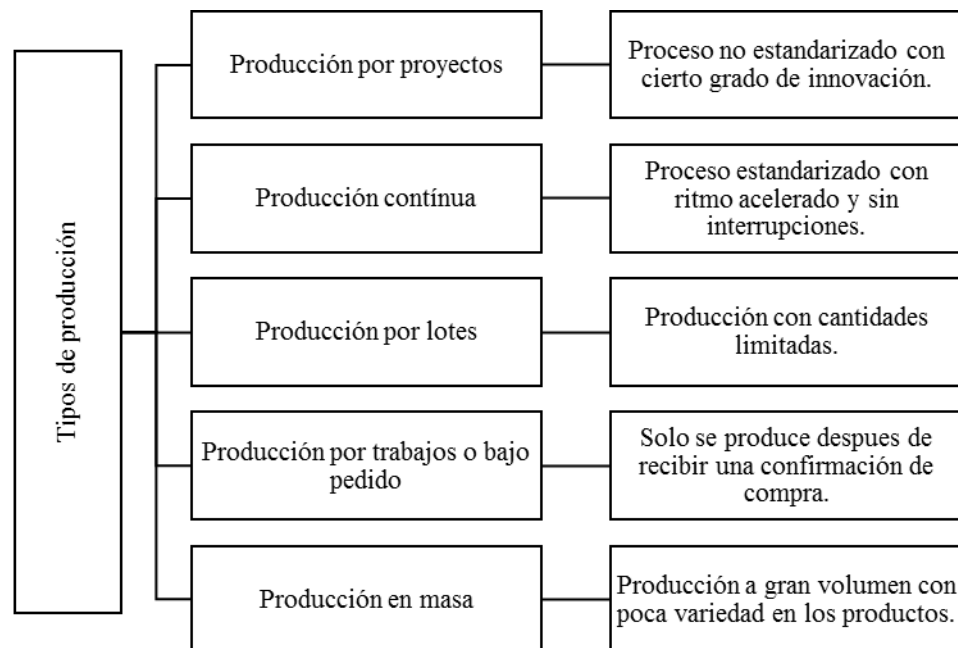 Tipos de producción
Producción por proyectos
Proceso no estandarizado con
cierto grado de innovación.
Producción contínua
Proceso estandarizado con
ritmo acelerado y sin
interrupciones.
Producción por lotes
Producción con cantidades
limitadas.
Producción por trabajos o bajo
pedido
Solo se produce despues de
recibir una confirmación de
compra.
Producción en masa
Producción a gran volumen con
poca variedad en los productos.